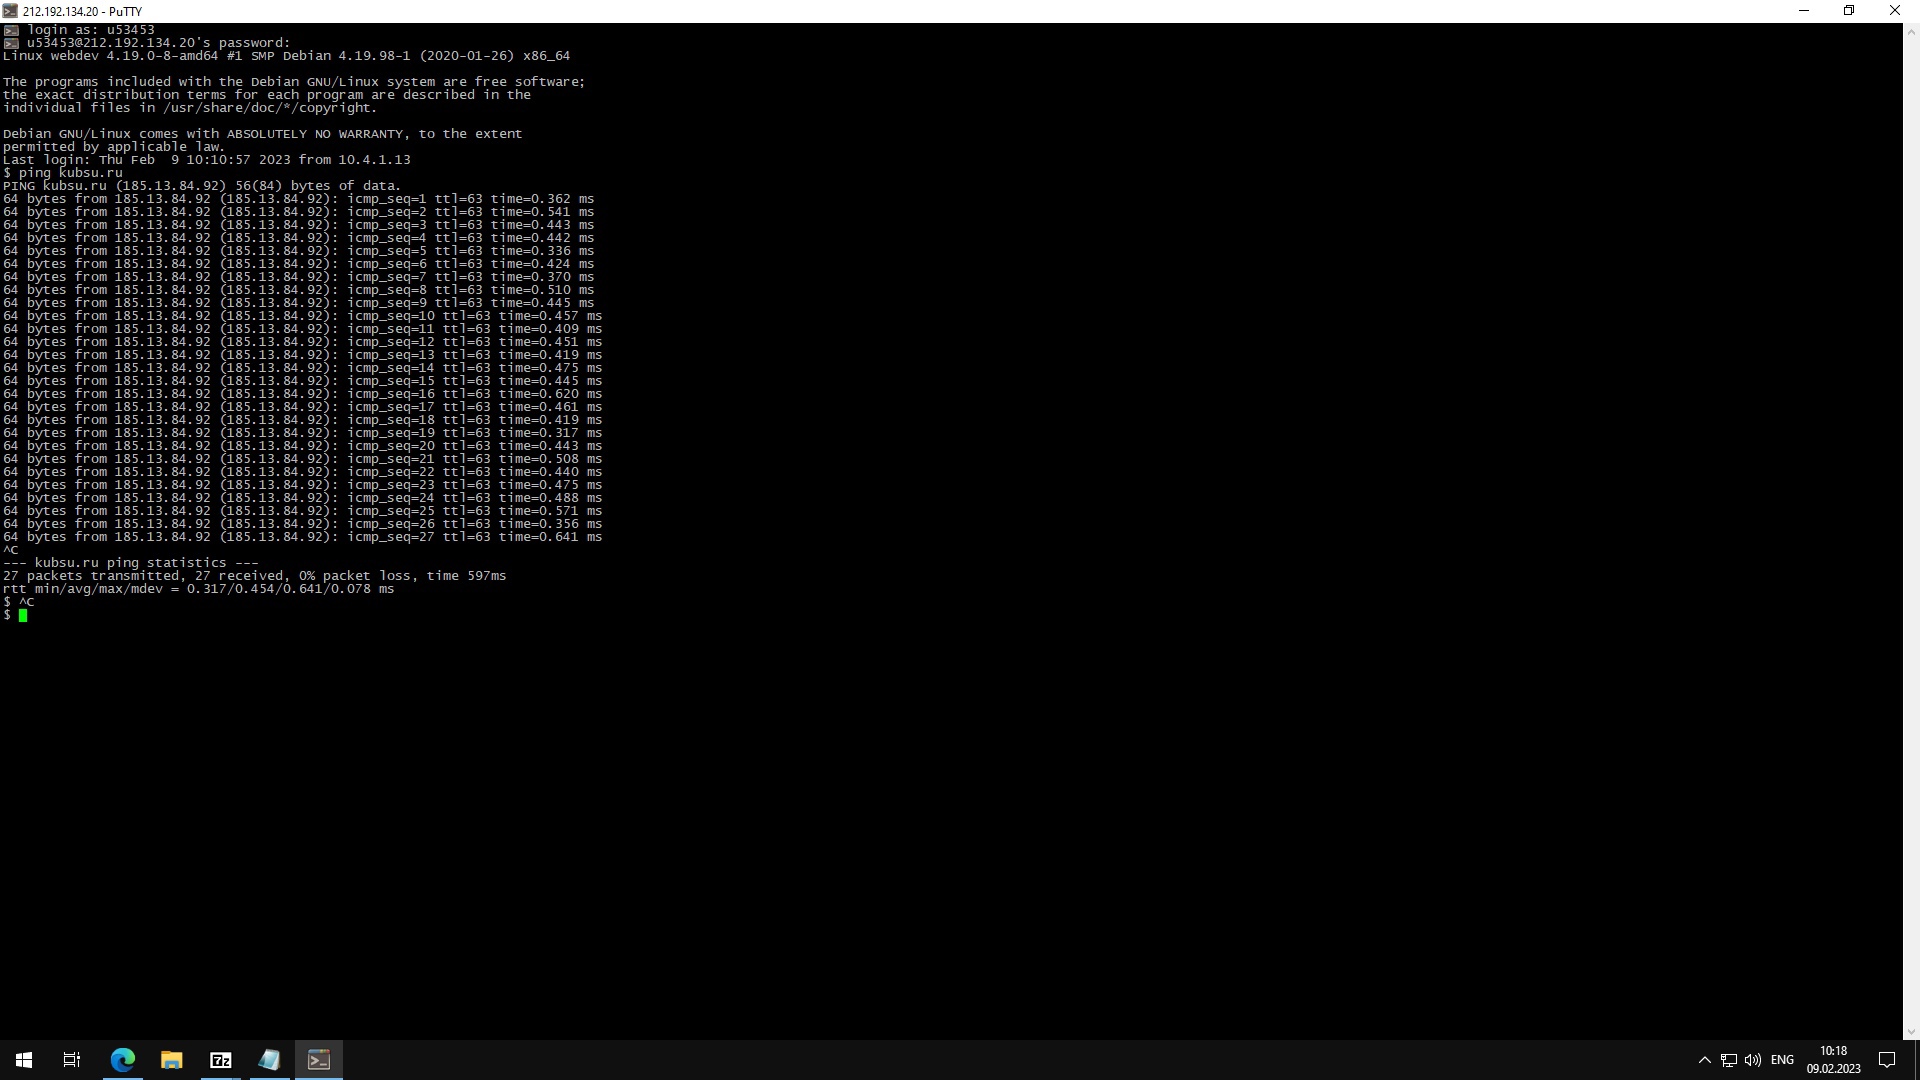 212.192.134.20 - PuTTY
login as: u53453
u53453@212.192.134.20's password:
Linux webdev 4.19.0-8-amd64 #1 SMP Debian 4.19.98-1 (2020-01-26) x86_64
The programs included with the Debian GNU/Linux system are free software;
the exact distribution terms for each program are described in the
individual files in /usr/share/doc/*/copyright.
Debian GNU/Linux comes with ABSOLUTELY NO WARRANTY, to the extent
permitted by applicable law.
Last login: Thu Feb  9 10:10:57 2023 from 10.4.1.13
$ ping kubsu.ru
PING kubsu.ru (185.13.84.92) 56(84) bytes of data.
64 bytes from 185.13.84.92 (185.13.84.92): icmp_seq=1 ttl=63 time=0.362 ms
64 bytes from 185.13.84.92 (185.13.84.92): icmp_seq=2 ttl=63 time=0.541 ms
64 bytes from 185.13.84.92 (185.13.84.92): icmp_seq=3 ttl=63 time=0.443 ms
64 bytes from 185.13.84.92 (185.13.84.92): icmp_seq=4 ttl=63 time=0.442 ms
64 bytes from 185.13.84.92 (185.13.84.92): icmp_seq=5 ttl=63 time=0.336 ms
64 bytes from 185.13.84.92 (185.13.84.92): icmp_seq=6 ttl=63 time=0.424 ms
64 bytes from 185.13.84.92 (185.13.84.92): icmp_seq=7 ttl=63 time=0.370 ms
64 bytes from 185.13.84.92 (185.13.84.92): icmp_seq=8 ttl=63 time=0.510 ms
64 bytes from 185.13.84.92 (185.13.84.92): icmp_seq=9 ttl=63 time=0.445 ms
64 bytes from 185.13.84.92 (185.13.84.92): icmp_seq=10 ttl=63 time=0.457 ms
64 bytes from 185.13.84.92 (185.13.84.92): icmp_seq=11 ttl=63 time=0.409 ms
64 bytes from 185.13.84.92 (185.13.84.92): icmp_seq=12 ttl=63 time=0.451 ms
64 bytes from 185.13.84.92 (185.13.84.92): icmp_seq=13 ttl=63 time=0.419 ms
64 bytes from 185.13.84.92 (185.13.84.92): icmp_seq=14 ttl=63 time=0.475 ms
64 bytes from 185.13.84.92 (185.13.84.92): icmp_seq=15 ttl=63 time=0.445 ms
64 bytes from 185.13.84.92 (185.13.84.92): icmp_seq=16 ttl=63 time=0.620 ms
64 bytes from 185.13.84.92 (185.13.84.92): icmp_seq=17 ttl=63 time=0.461 ms
64 bytes from 185.13.84.92 (185.13.84.92): icmp_seq=18 ttl=63 time=0.419 ms
64 bytes from 185.13.84.92 (185.13.84.92): icmp_seq=19 ttl=63 time=0.317 ms
64 bytes from 185.13.84.92 (185.13.84.92): icmp_seq=20 ttl=63 time=0.443 ms
64 bytes from 185.13.84.92 (185.13.84.92): icmp_seq=21 ttl=63 time=0.508 ms
64 bytes from 185.13.84.92 (185.13.84.92): icmp_seq=22 ttl=63 time=0.440 ms
64 bytes from 185.13.84.92 (185.13.84.92): icmp_seq=23 ttl=63 time=0.475 ms
64 bytes from 185.13.84.92 (185.13.84.92): icmp_seq=24 ttl=63 time=0.488 ms
64 bytes from 185.13.84.92 (185.13.84.92): icmp_seq=25 ttl=63 time=0.571 ms
64 bytes from 185.13.84.92 (185.13.84.92): icmp_seq=26 ttl=63 time=0.356 ms
64 bytes from 185.13.84.92 (185.13.84.92): icmp_seq=27 ttl=63 time=0.641 ms
^C
--- kubsu.ru ping statistics ---
27 packets transmitted, 27 received, 0% packet loss, time 597ms
rtt min/avg/max/mdev = 0.317/0.454/0.641/0.078 ms
$ ^C
$
7z
ENG
10:18
09.02.2023